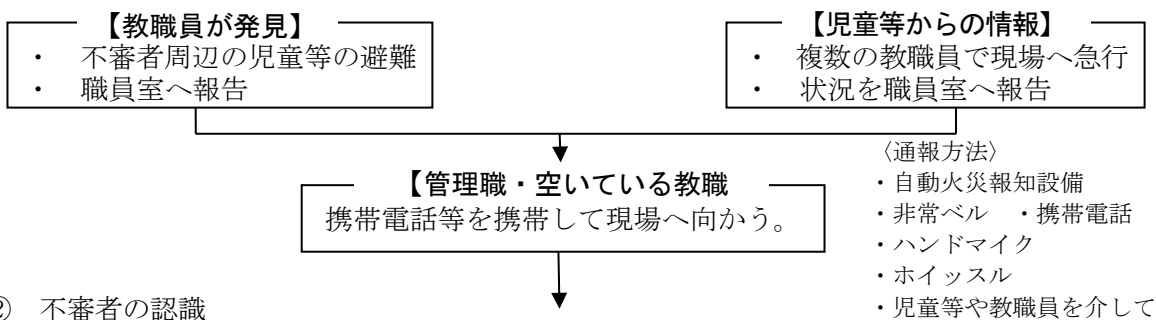 【教職員が発見】
・　不審者周辺の児童等の避難
・　職員室へ報告
【児童等からの情報】
・　複数の教職員で現場へ急行
・　状況を職員室へ報告
【管理職・空いている教職
携帯電話等を携帯して現場へ向かう。
〈通報方法〉
・自動火災報知設備
・非常ベル　・携帯電話
・ハンドマイク
・ホイッスル
・児童等や教職員を介して
②　不審者の認識